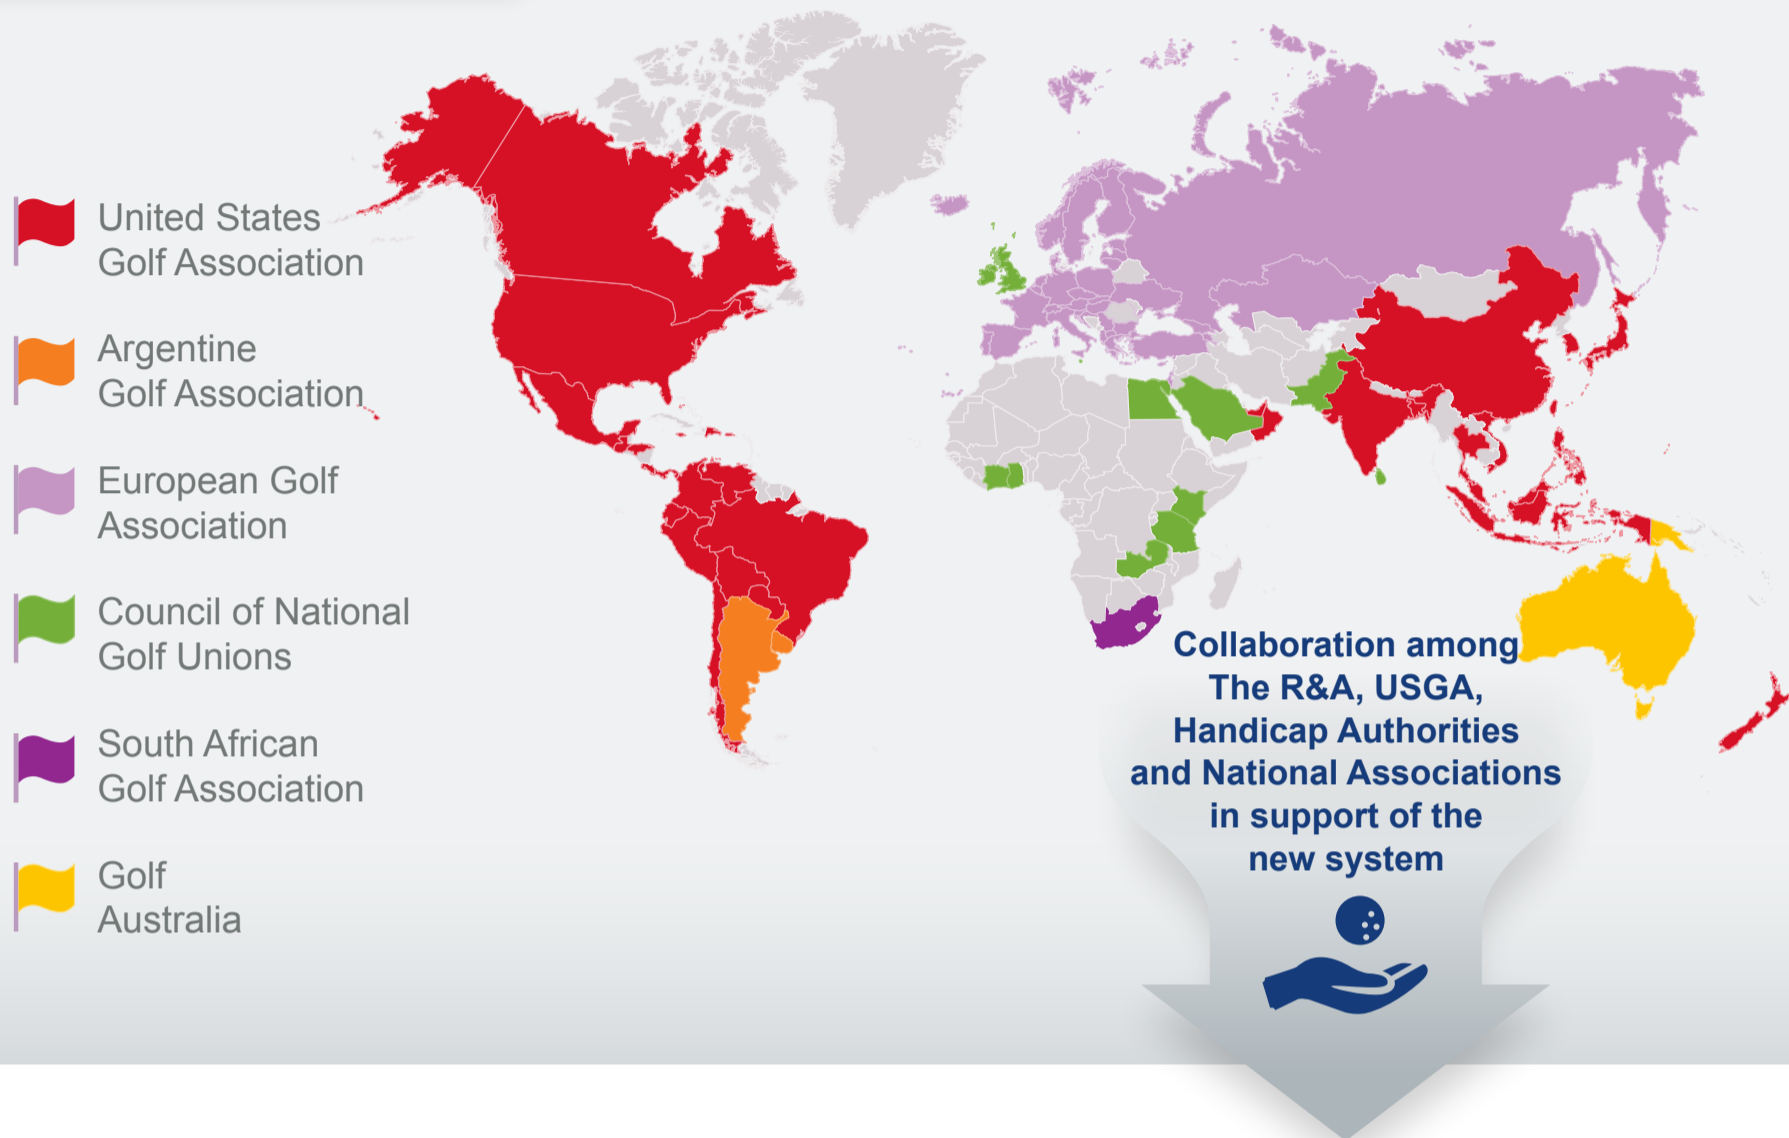 United States
Golf Association
Argentine
Golf Association
European Golf
Association
Council of National
Golf Unions
South African
Golf Association
Golf
Australia
Collaboration among
The R&A, USGA,
Handicap Authorities
and National Associations
in support of the
new system